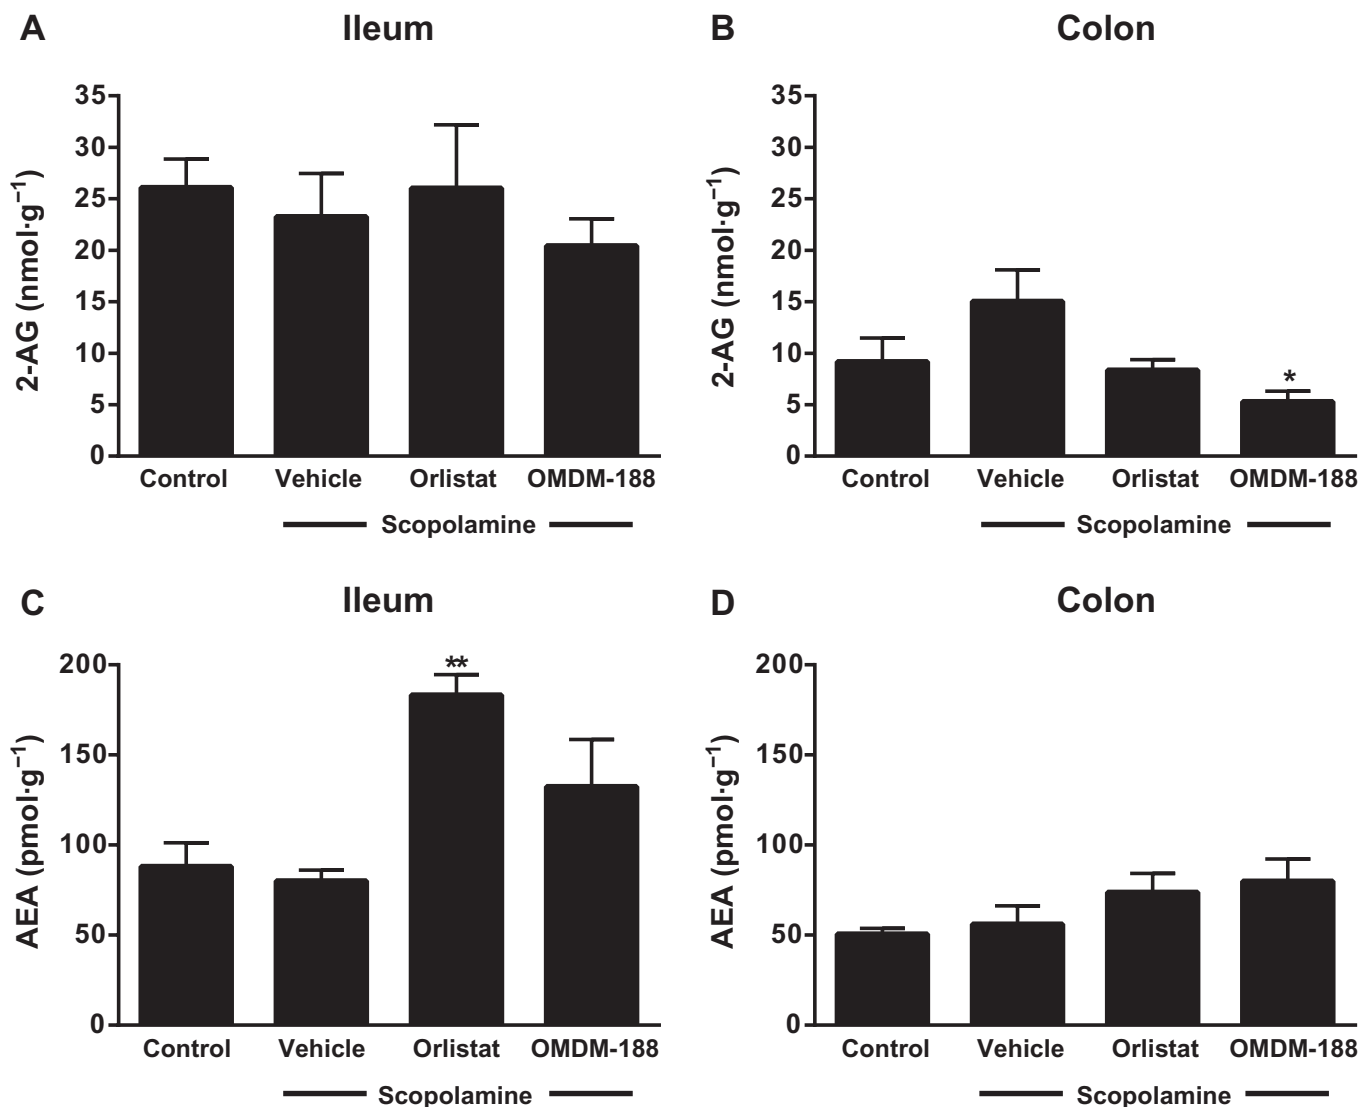 A Ileum
35
30
25
20
15
10
5
0
2-AG (nmol·g⁻¹)
Control Vehicle Orlistat OMDM-188
Scopolamine
B Colon
35
30
25
20
15
10
5
0
2-AG (nmol·g⁻¹)
*
Control Vehicle Orlistat OMDM-188
Scopolamine
C Ileum
200
150
100
50
0
AEA (pmol·g⁻¹)
**
Control Vehicle Orlistat OMDM-188
Scopolamine
D Colon
200
150
100
50
0
AEA (pmol·g⁻¹)
Control Vehicle Orlistat OMDM-188
Scopolamine